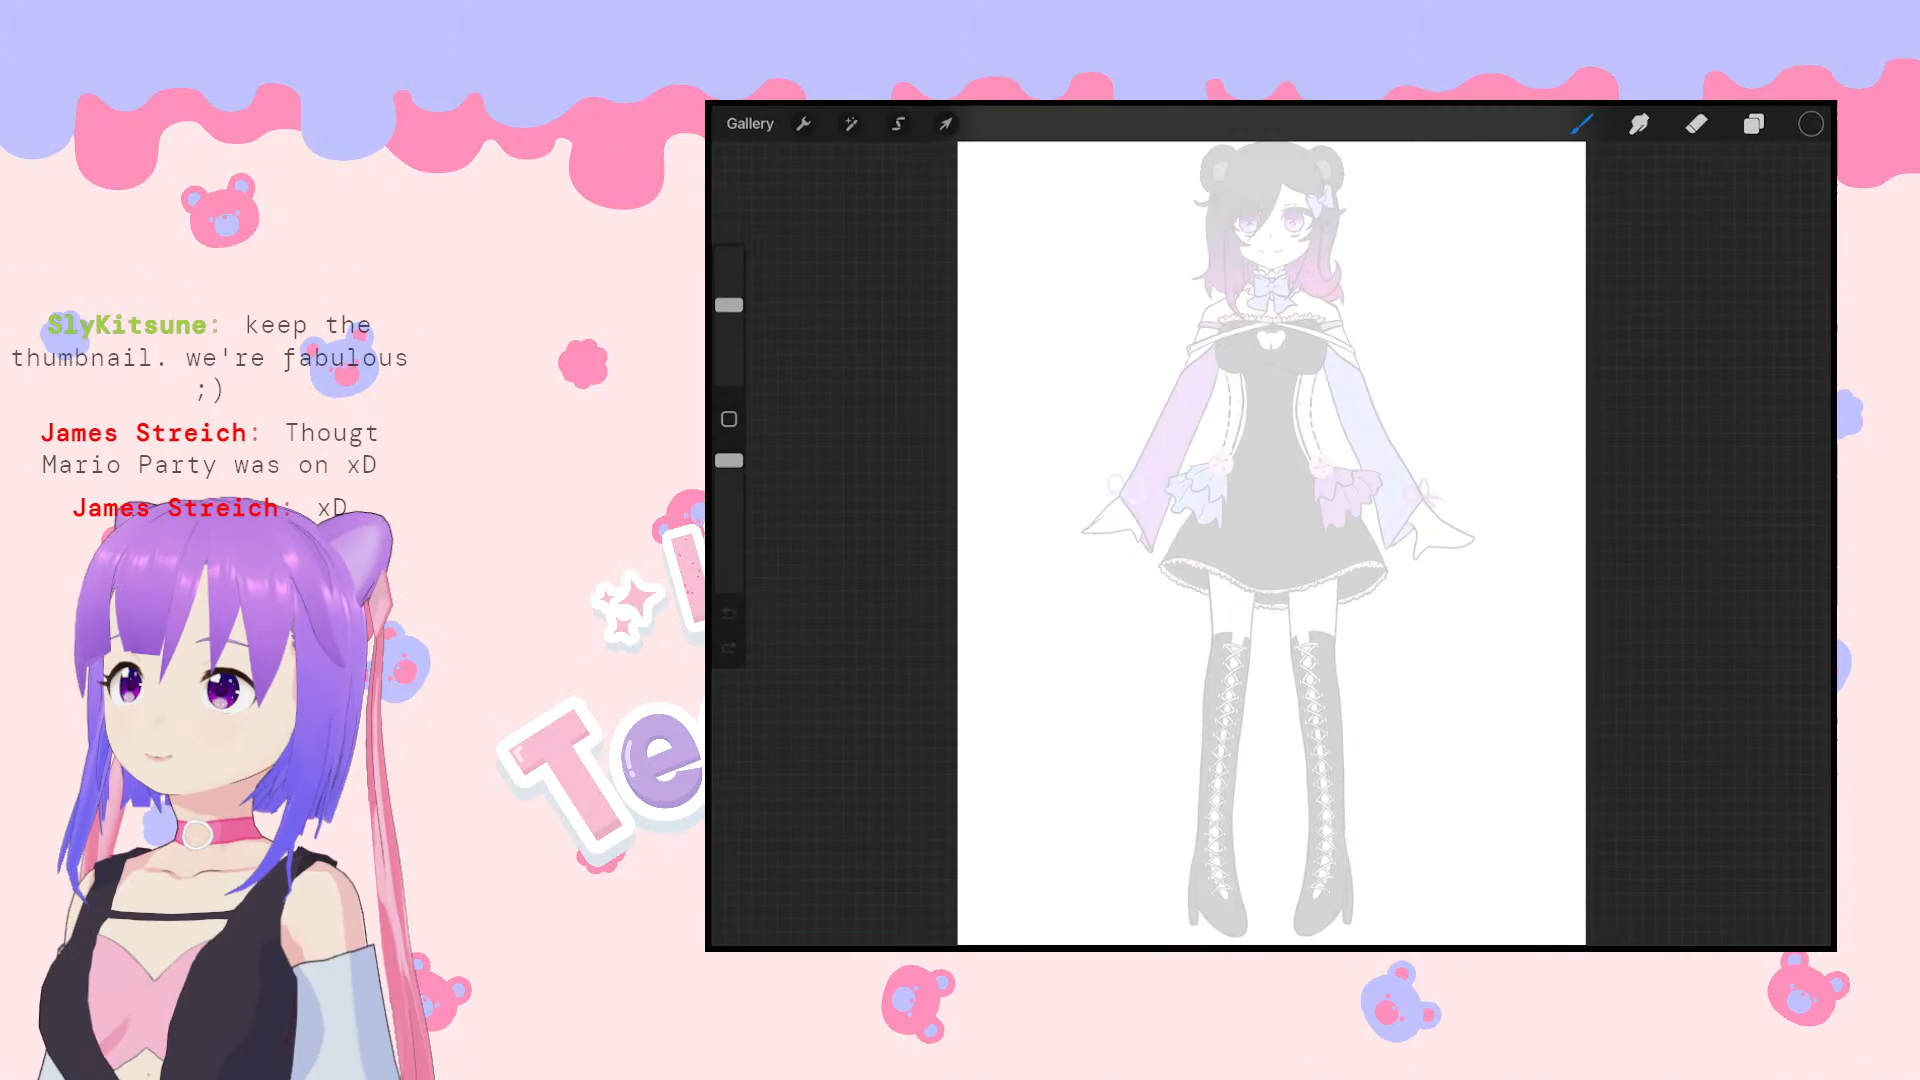 Gallery
SlyKitsune: keep the
thumbnail. we're fabulous
;)
James Streich: Thougt
Mario Party was on xD
James Streich: xD
Te